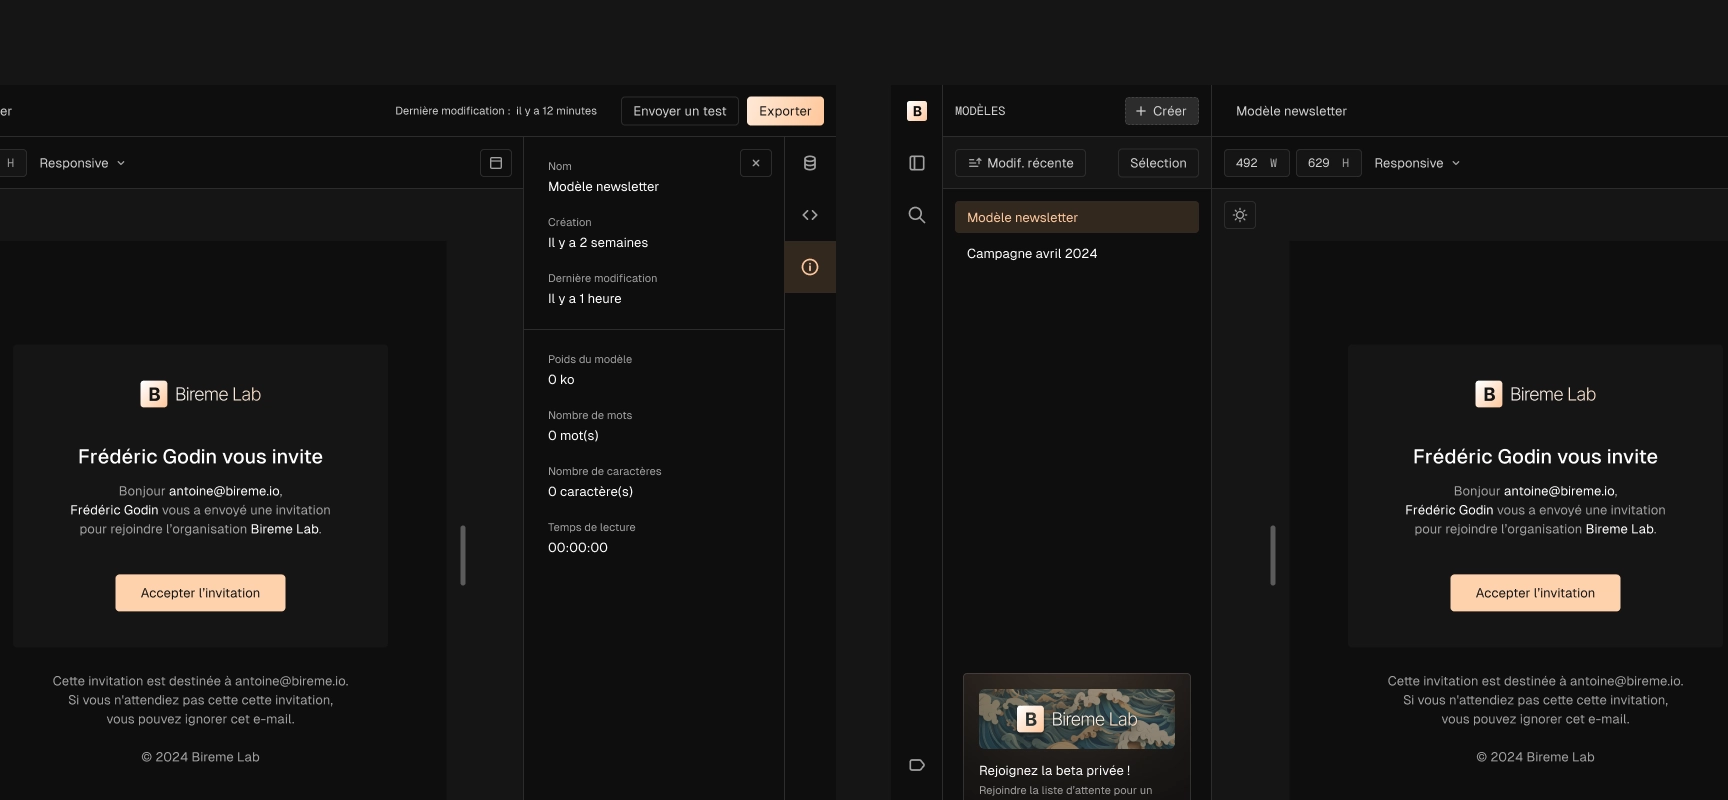 er
Dernière modification : il y a 12 minutes
Envoyer un test
Exporter
H
Responsive
Nom
Modèle newsletter
Création
Il y a 2 semaines
Dernière modification
Il y a 1 heure
Poids du modèle
0 ko
Nombre de mots
0 mot(s)
Nombre de caractères
0 caractère(s)
Temps de lecture
00:00:00
B Bireme Lab
Frédéric Godin vous invite
Bonjour antoine@bireme.io,
Frédéric Godin vous a envoyé une invitation
pour rejoindre l’organisation Bireme Lab.
Accepter l’invitation
Cette invitation est destinée à antoine@bireme.io.
Si vous n'attendiez pas cette cette invitation,
vous pouvez ignorer cet e-mail.
© 2024 Bireme Lab
B
MODÈLES
Créer
Modif. récente
Sélection
Modèle newsletter
Campagne avril 2024
B Bireme Lab
Rejoignez la beta privée !
Rejoindre la liste d'attente pour un
Modèle newsletter
492 W
629 H
Responsive
B Bireme Lab
Frédéric Godin vous invite
Bonjour antoine@bireme.io,
Frédéric Godin vous a envoyé une invitation
pour rejoindre l’organisation Bireme Lab.
Accepter l’invitation
Cette invitation est destinée à antoine@bireme.io.
Si vous n'attendiez pas cette cette invitation,
vous pouvez ignorer cet e-mail.
© 2024 Bireme Lab